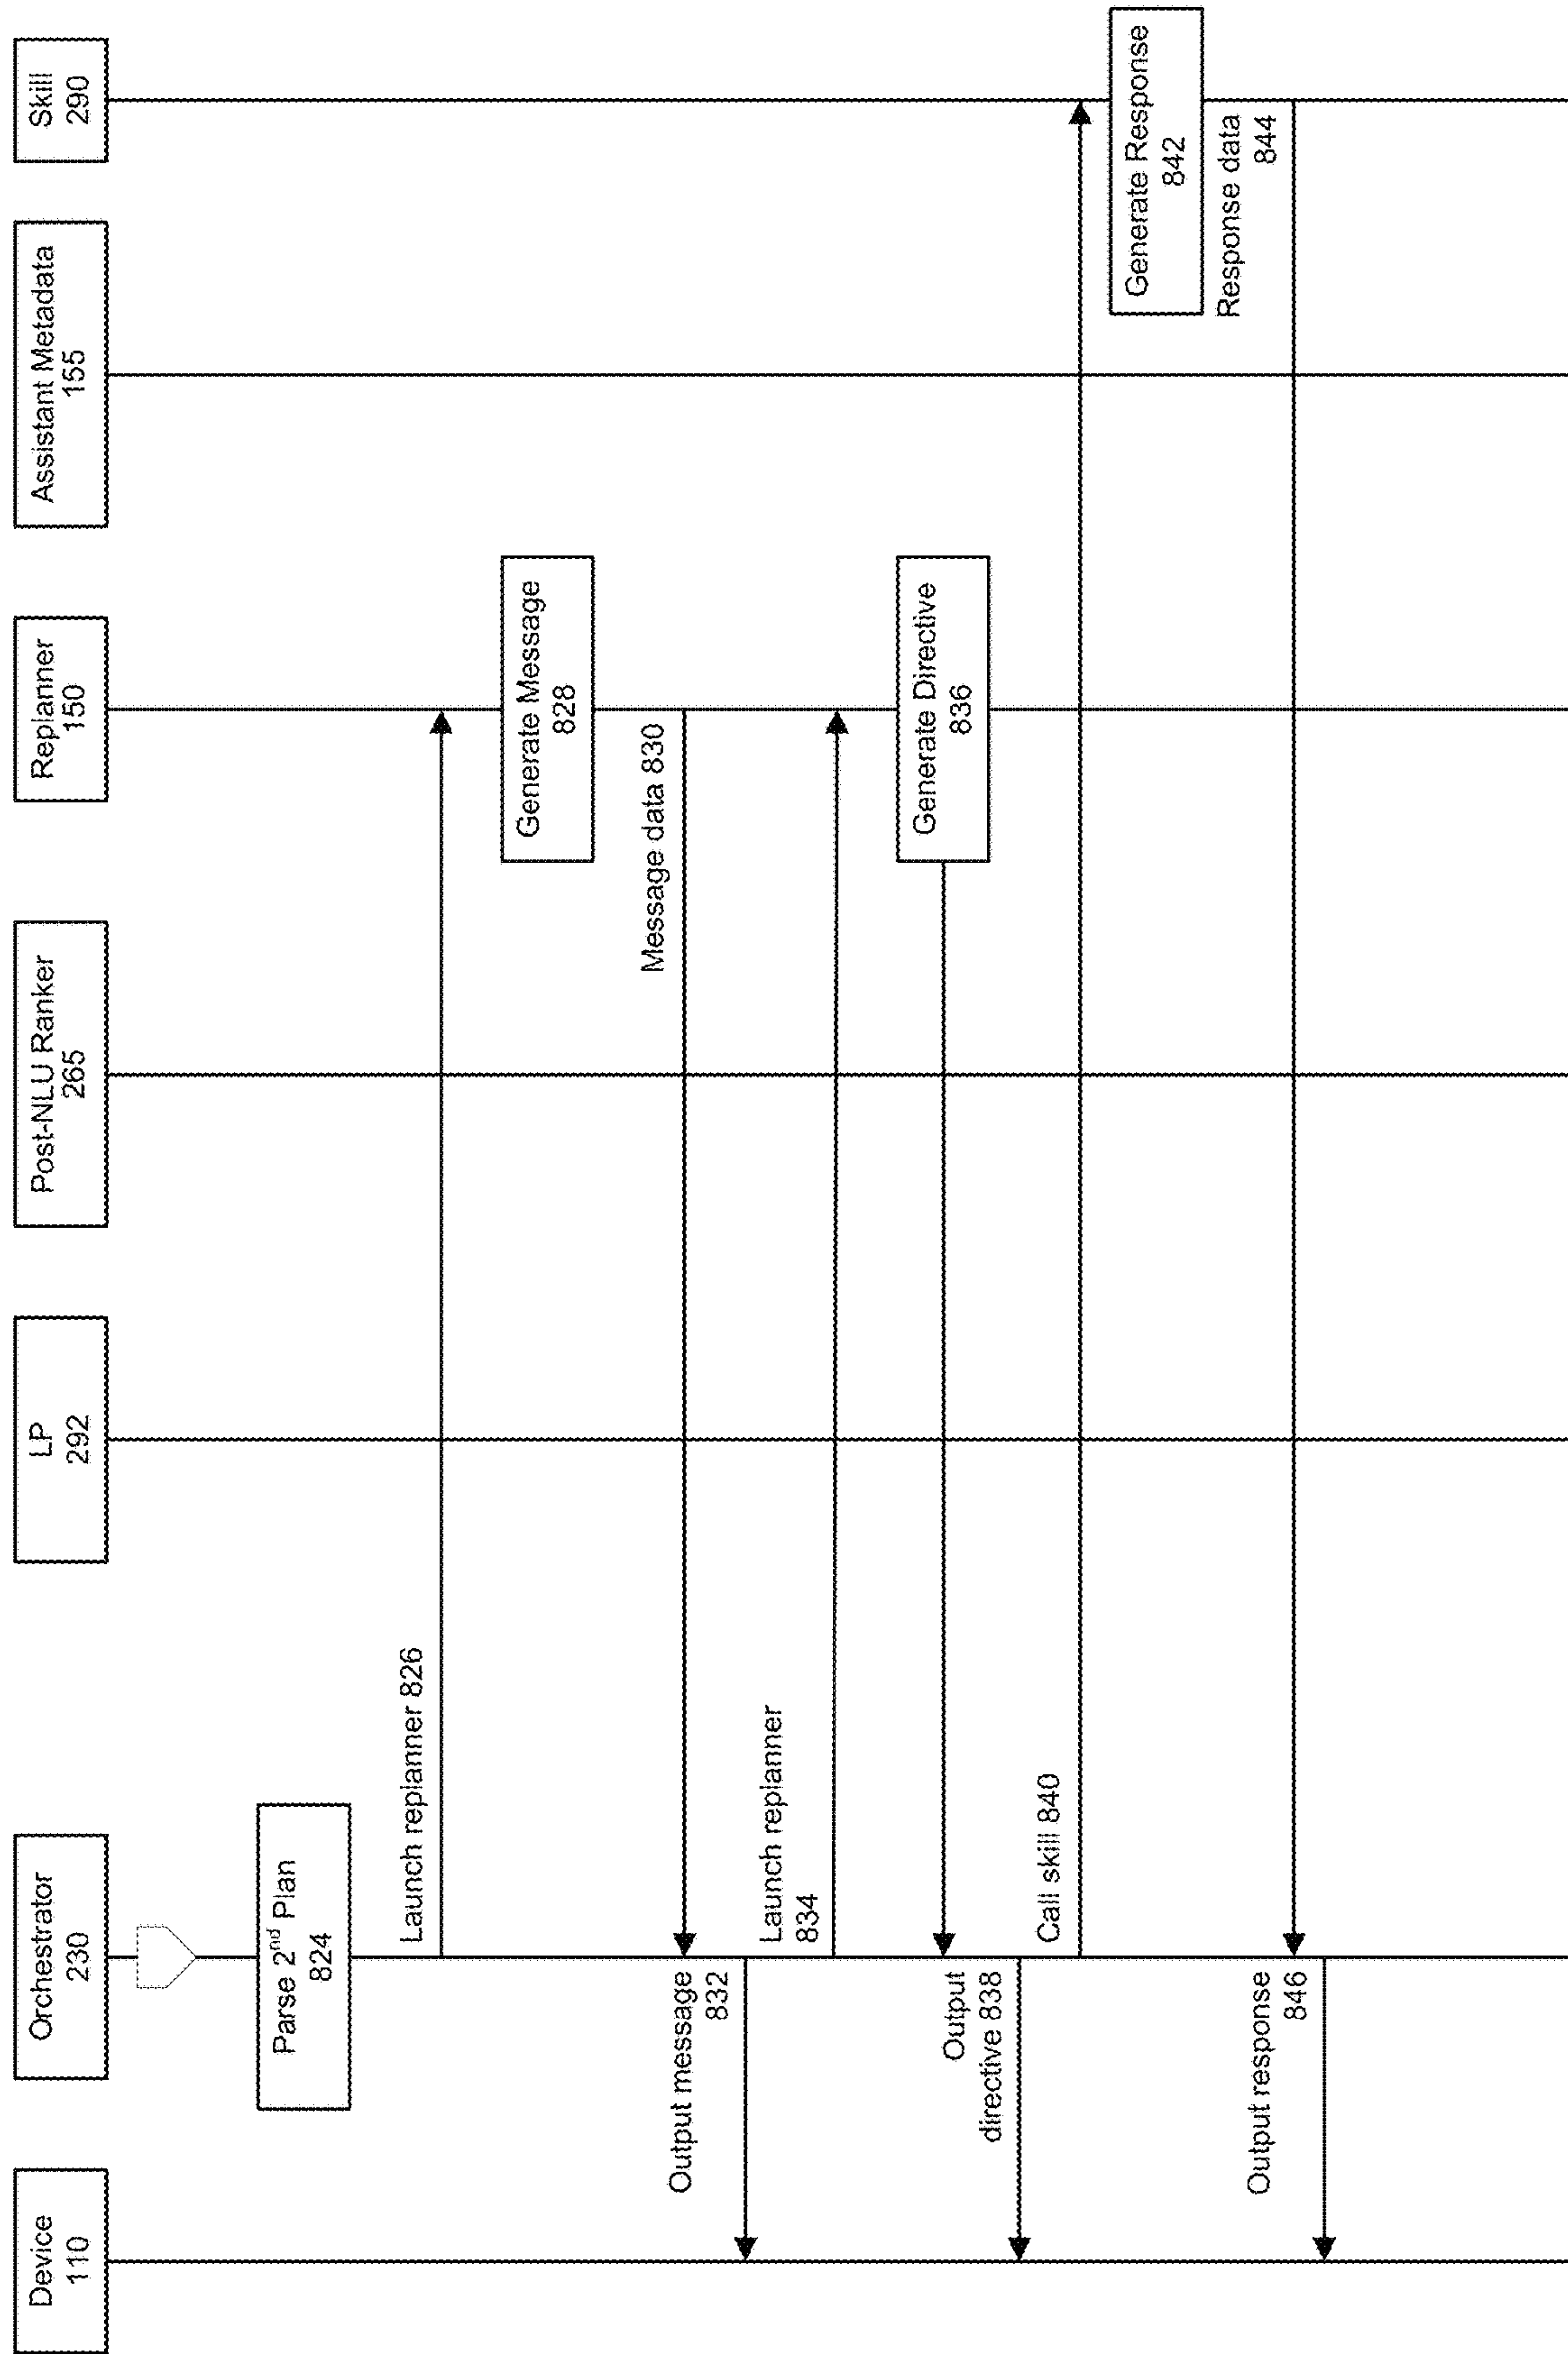 Device
110
Orchestrator
230
LP
292
Post-NLU Ranker
265
Replanner
150
Assistant Metadata
155
Skill
290
Parse 2nd Plan
824
Launch replanner 826
Generate Message
828
Message data 830
Output message
832
Launch replanner
834
Generate Directive
836
Output
directive 838
Call skill 840
Generate Response
842
Response data
844
Output response
846